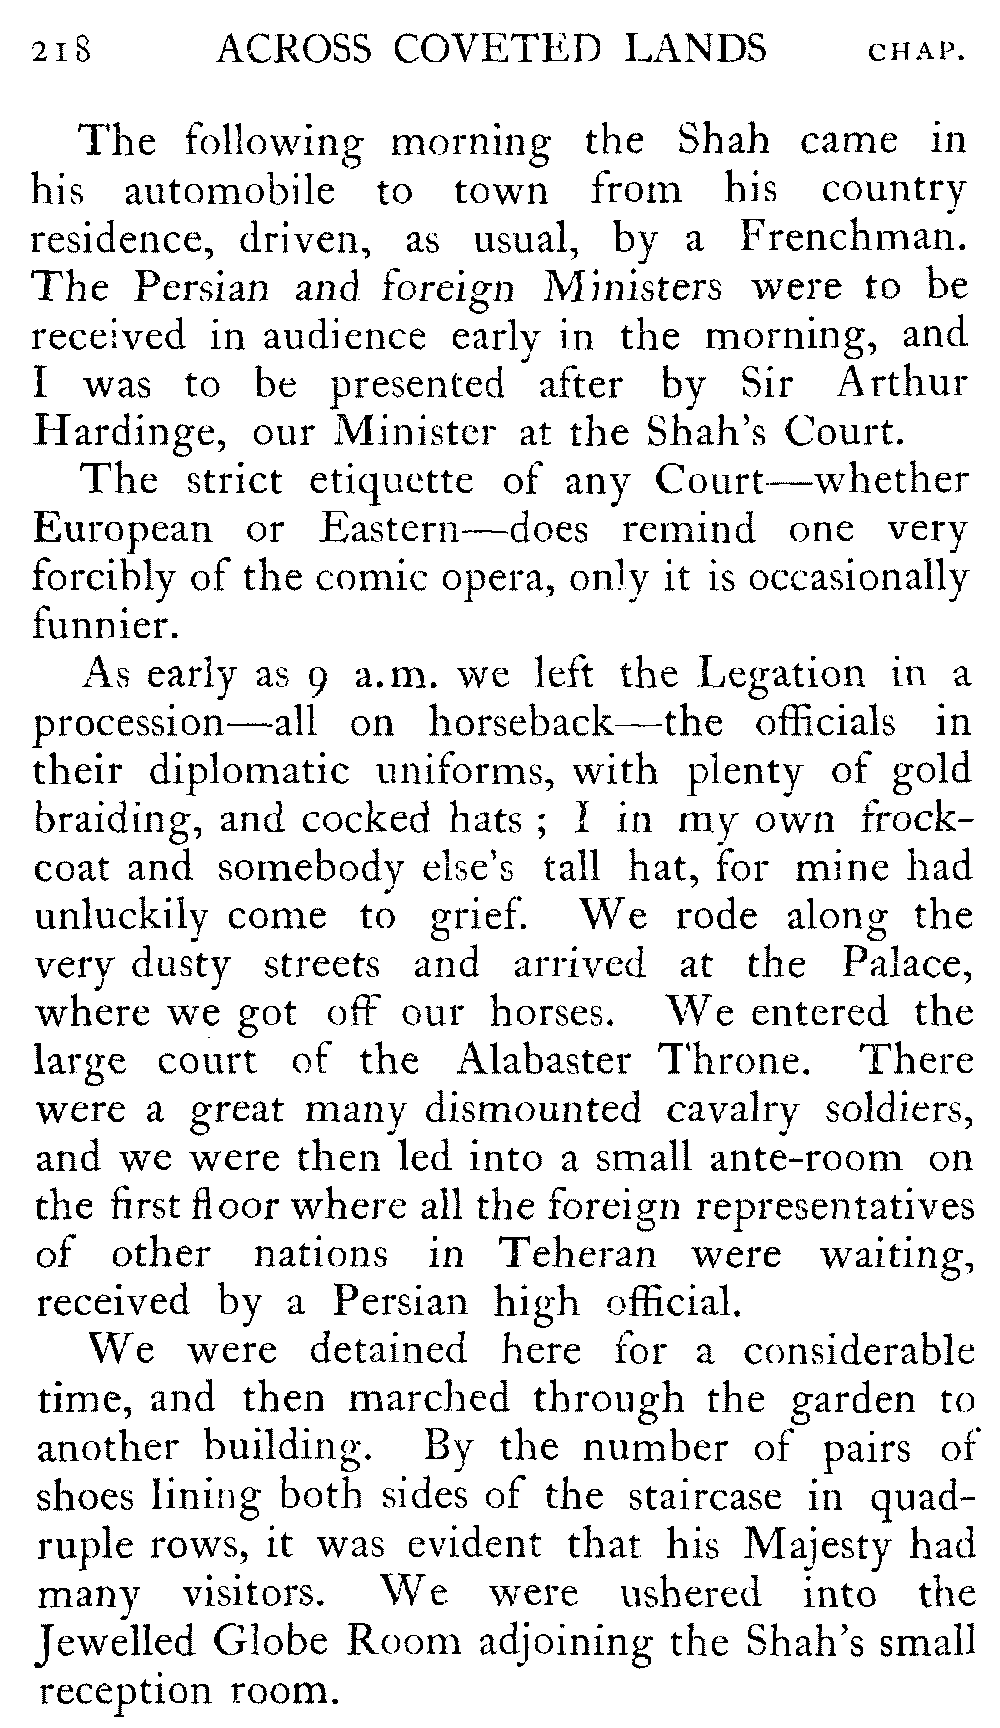 218 ACROSS COVETED LANDS CHAP.
The following morning the Shah came in
his automobile to town from his country
residence, driven, as usual, by a Frenchman.
The Persian and foreign Ministers were to be
received in audience early in the morning, and
I was to be presented after by Sir Arthur
Hardinge, our Minister at the Shah's Court.
The strict etiquette of any Court—whether
European or Eastern—does remind one very
forcibly of the comic opera, only it is occasionally
funnier.
As early as 9 a.m. we left the Legation in a
procession—all on horseback—the officials in
their diplomatic uniforms, with plenty of gold
braiding, and cocked hats ; I in my own frock-
coat and somebody else's tall hat, for mine had
unluckily come to grief. We rode along the
very dusty streets and arrived at the Palace,
where we got off our horses. We entered the
large court of the Alabaster Throne. There
were a great many dismounted cavalry soldiers,
and we were then led into a small ante-room on
the first floor where all the foreign representatives
of other nations in Teheran were waiting,
received by a Persian high official.
We were detained here for a considerable
time, and then marched through the garden to
another building. By the number of pairs of
shoes lining both sides of the staircase in quad-
ruple rows, it was evident that his Majesty had
many visitors. We were ushered into the
Jewelled Globe Room adjoining the Shah's small
reception room.